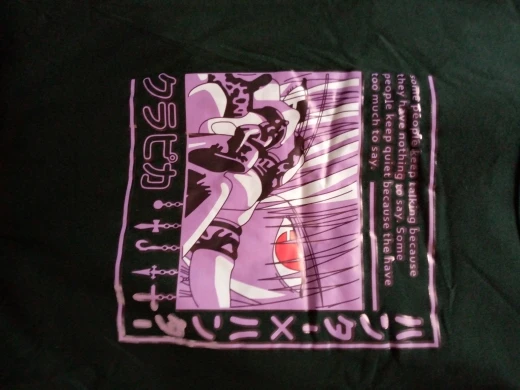 some people keep talking because
they have nothing to say. Some
people keep quiet because the have
too much to say.
ハンター×ハンター
クラピカ